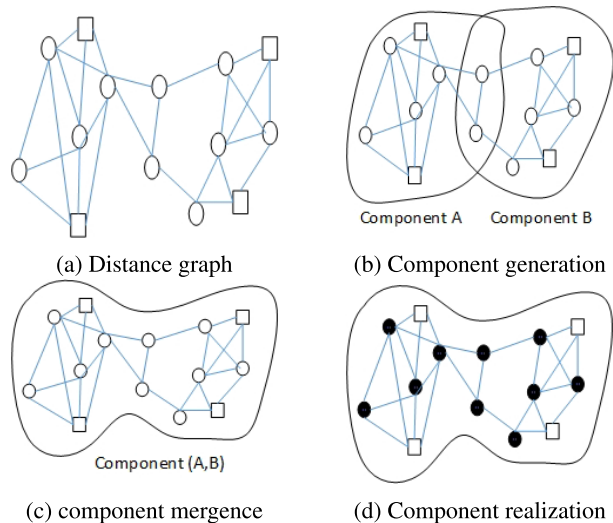 Component A
Component B
(a) Distance graph
(b) Component generation
Component (A,B)
(c) component mergence
(d) Component realization